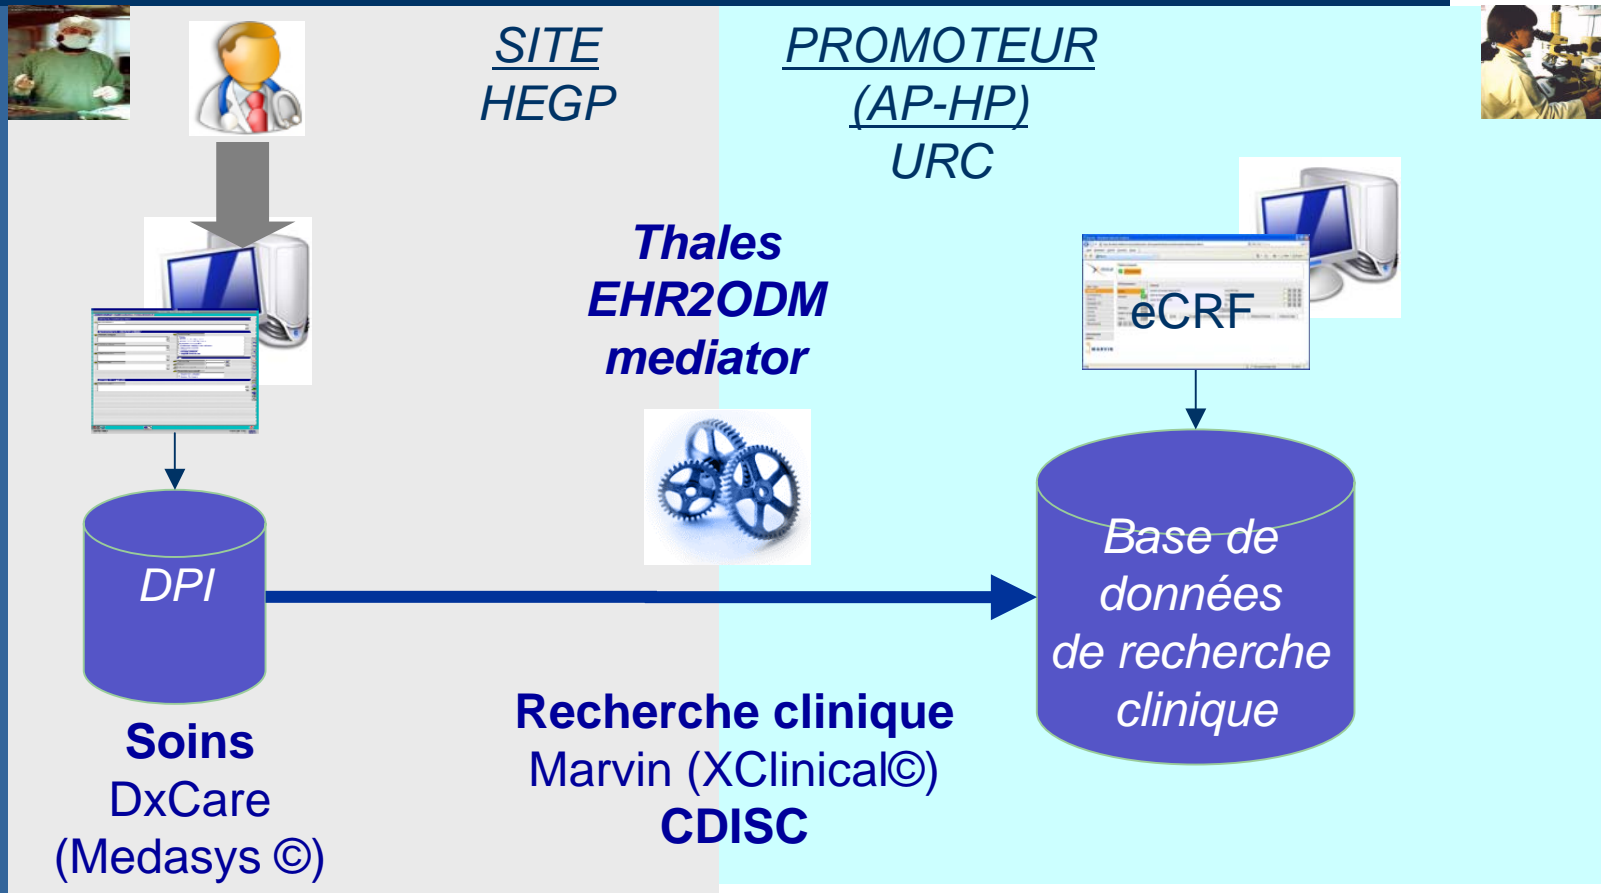 SITE
HEGP
PROMOTEUR
(AP-HP)
URC
Thales
EHR2ODM
mediator
eCRF
MARVIN
DPI
Base de
données
de recherche
clinique
Soins
DxCare
(Medasys ©)
Recherche clinique
Marvin (XClinical©)
CDISC